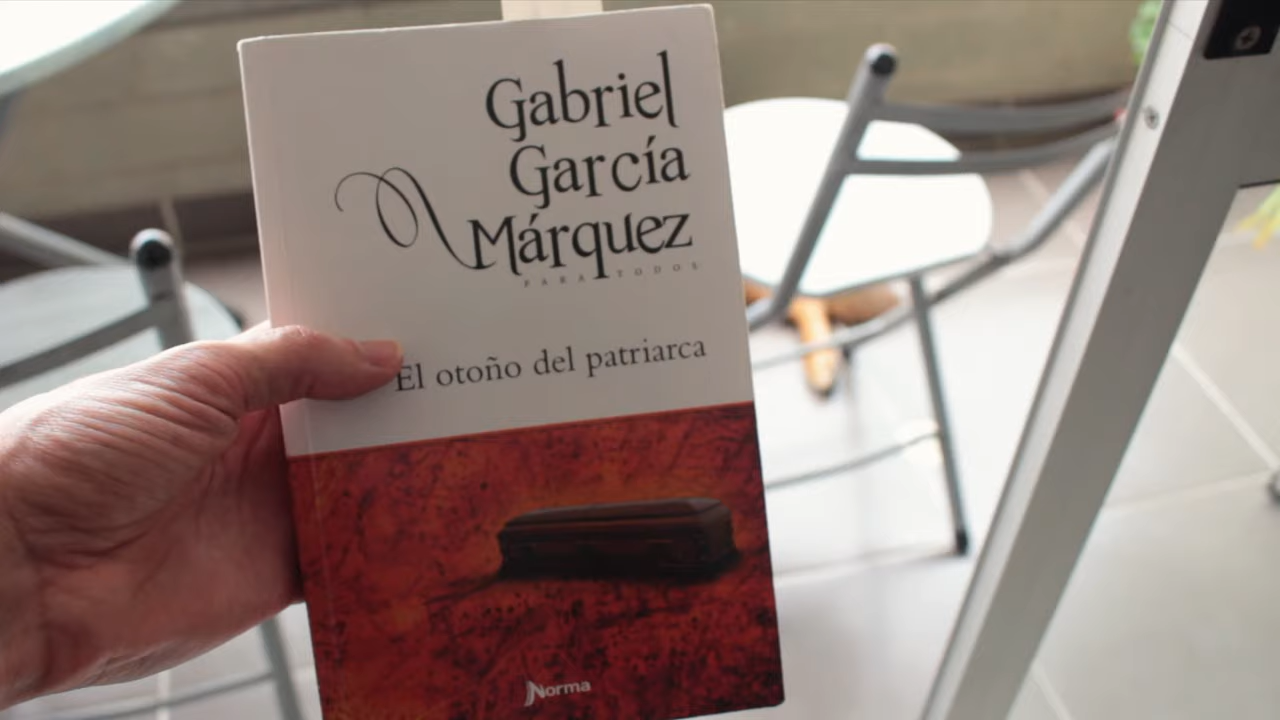 Gabriel
García
Márquez
PARA TODOS
El otoño del patriarca
Norma